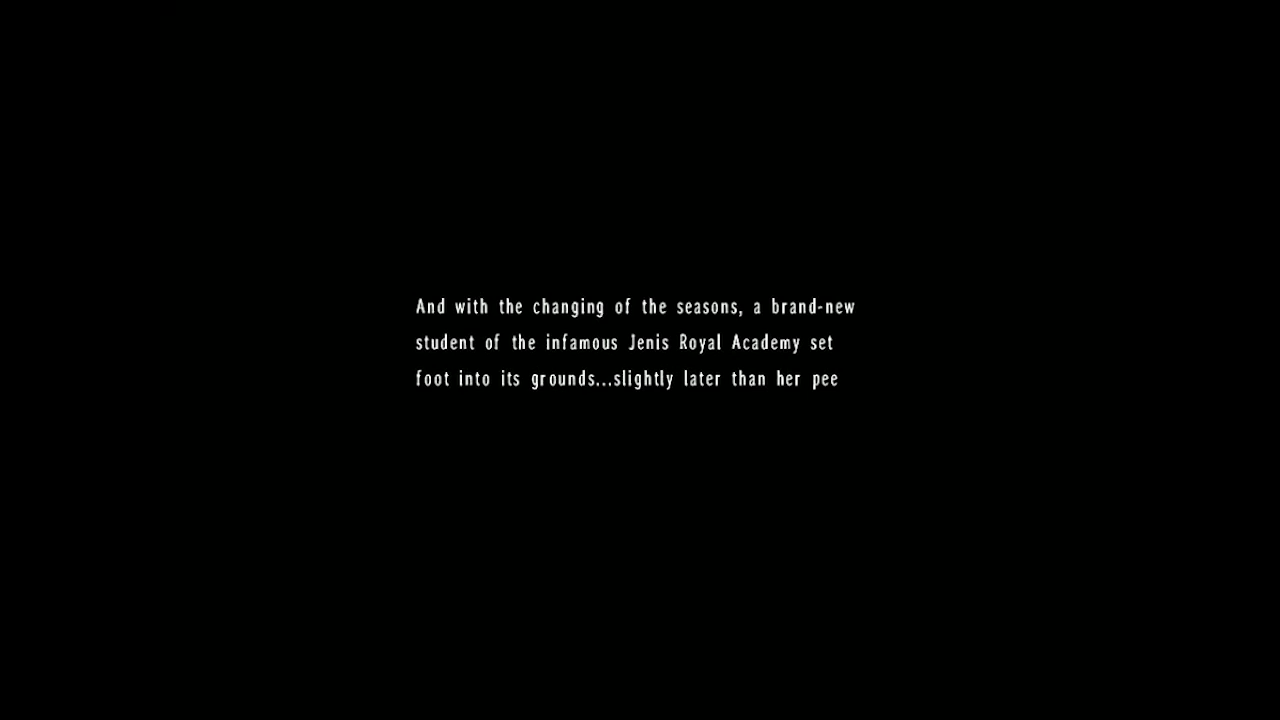 And with the changing of the seasons, a brand-new
student of the infamous Jenis Royal Academy set
foot into its grounds...slightly later than her pee